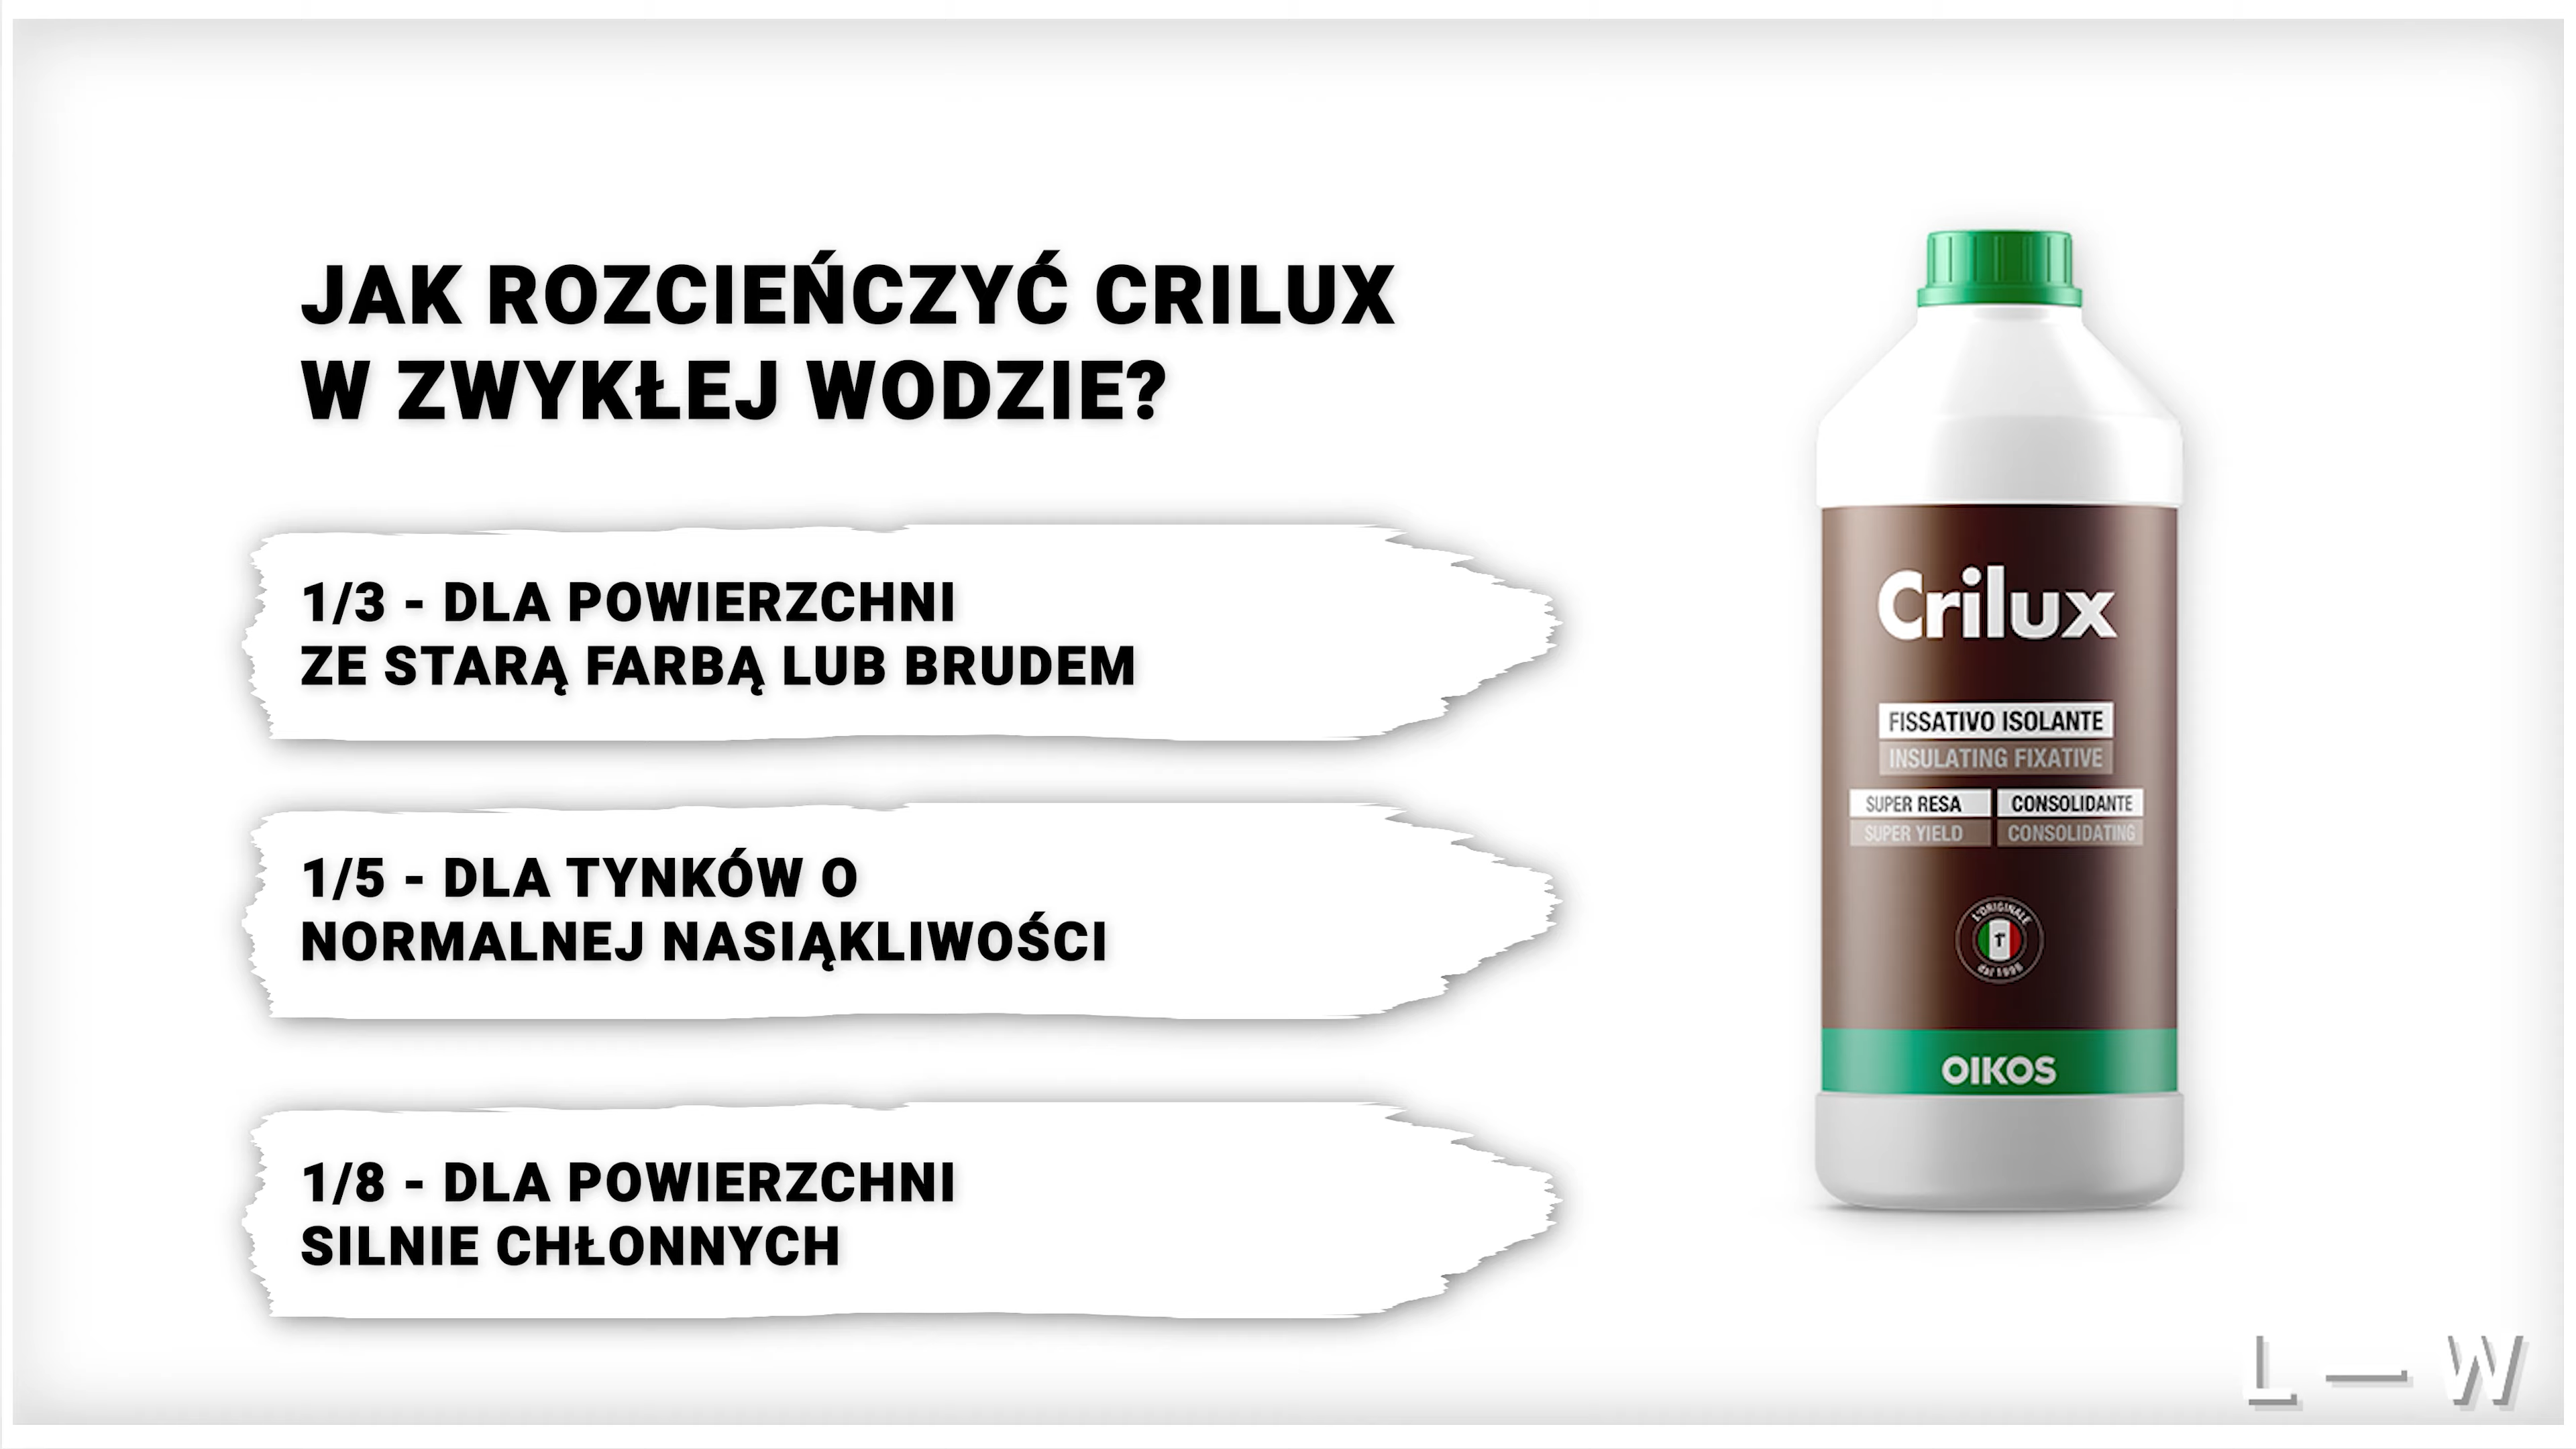 JAK ROZCIEŃCZYĆ CRILUX
W ZWYKŁEJ WODZIE?
1/3 - DLA POWIERZCHNI
ZE STARĄ FARBĄ LUB BRUDEM
1/5 - DLA TYNKÓW O
NORMALNEJ NASIĄKLIWOŚCI
1/8 - DLA POWIERZCHNI
SILNIE CHŁONNYCH
Crilux
FISSATIVO ISOLANTE
INSULATING FIXATIVE
SUPER RESA CONSOLIDANTE
SUPER YIELD CONSOLIDATING
L'ORIGINALE
dal
OIKOS
L — W